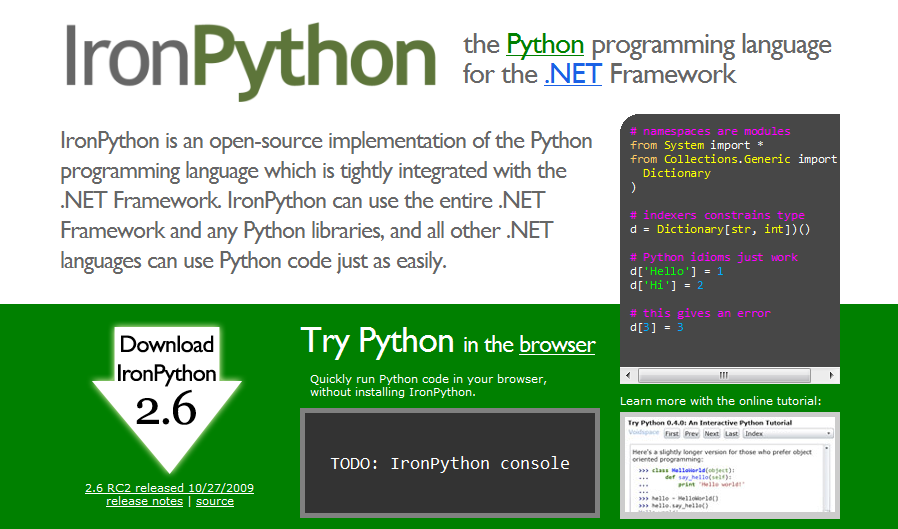 IronPython
the Python programming language
for the .NET Framework
IronPython is an open-source implementation of the Python
programming language which is tightly integrated with the
.NET Framework. IronPython can use the entire .NET
Framework and any Python libraries, and all other .NET
languages can use Python code just as easily.
# namespaces are modules
from System import *
from Collections.Generic import
  Dictionary
)
# indexers constrains type
d = Dictionary[str, int])()
# Python idioms just work
d['Hello'] = 1
d['Hi'] = 2
# this gives an error
d[3] = 3
Download
IronPython
2.6
2.6 RC2 released 10/27/2009
release notes | source
Try Python in the browser
Quickly run Python code in your browser,
without installing IronPython.
TODO: IronPython console
Learn more with the online tutorial:
Try Python 0.4.0: An Interactive Python Tutorial
Voidspace First Prev Next Last Index
Here's a slightly longer version for those who prefer object
oriented programming:
>>> class HelloWorld(object):
...     def say_hello(self):
...         print 'Hello world!'
...
>>> hello = HelloWorld()
>>> hello.say_hello()